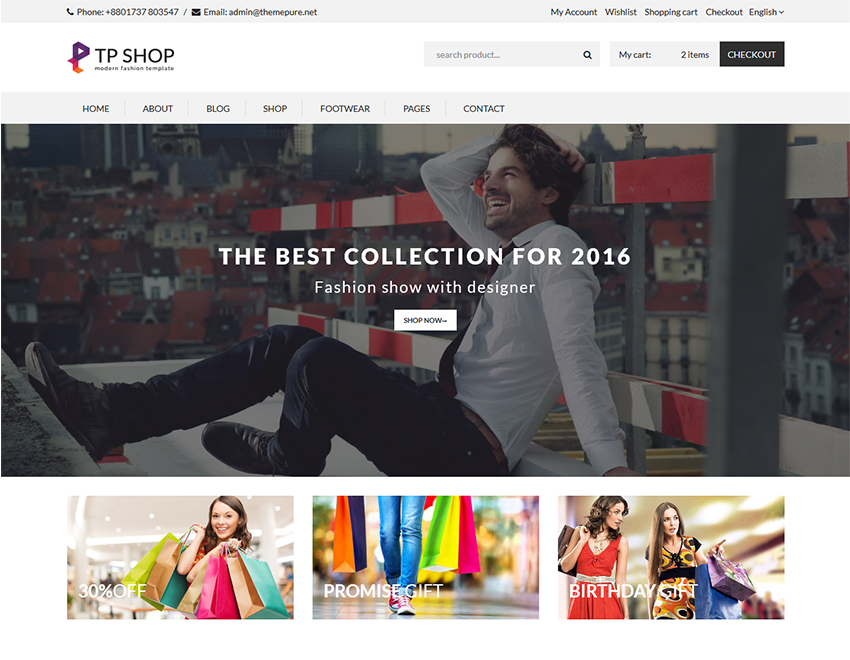 Phone: +8801737 803547 / Email: admin@themepure.net
My Account Wishlist Shopping cart Checkout English
TP SHOP
modern fashion template
search product...
My cart: 2 items
CHECKOUT
HOME ABOUT BLOG SHOP FOOTWEAR PAGES CONTACT
THE BEST COLLECTION FOR 2016
Fashion show with designer
SHOP NOW→
30%OFF
PROMISE GIFT
BIRTHDAY GIFT